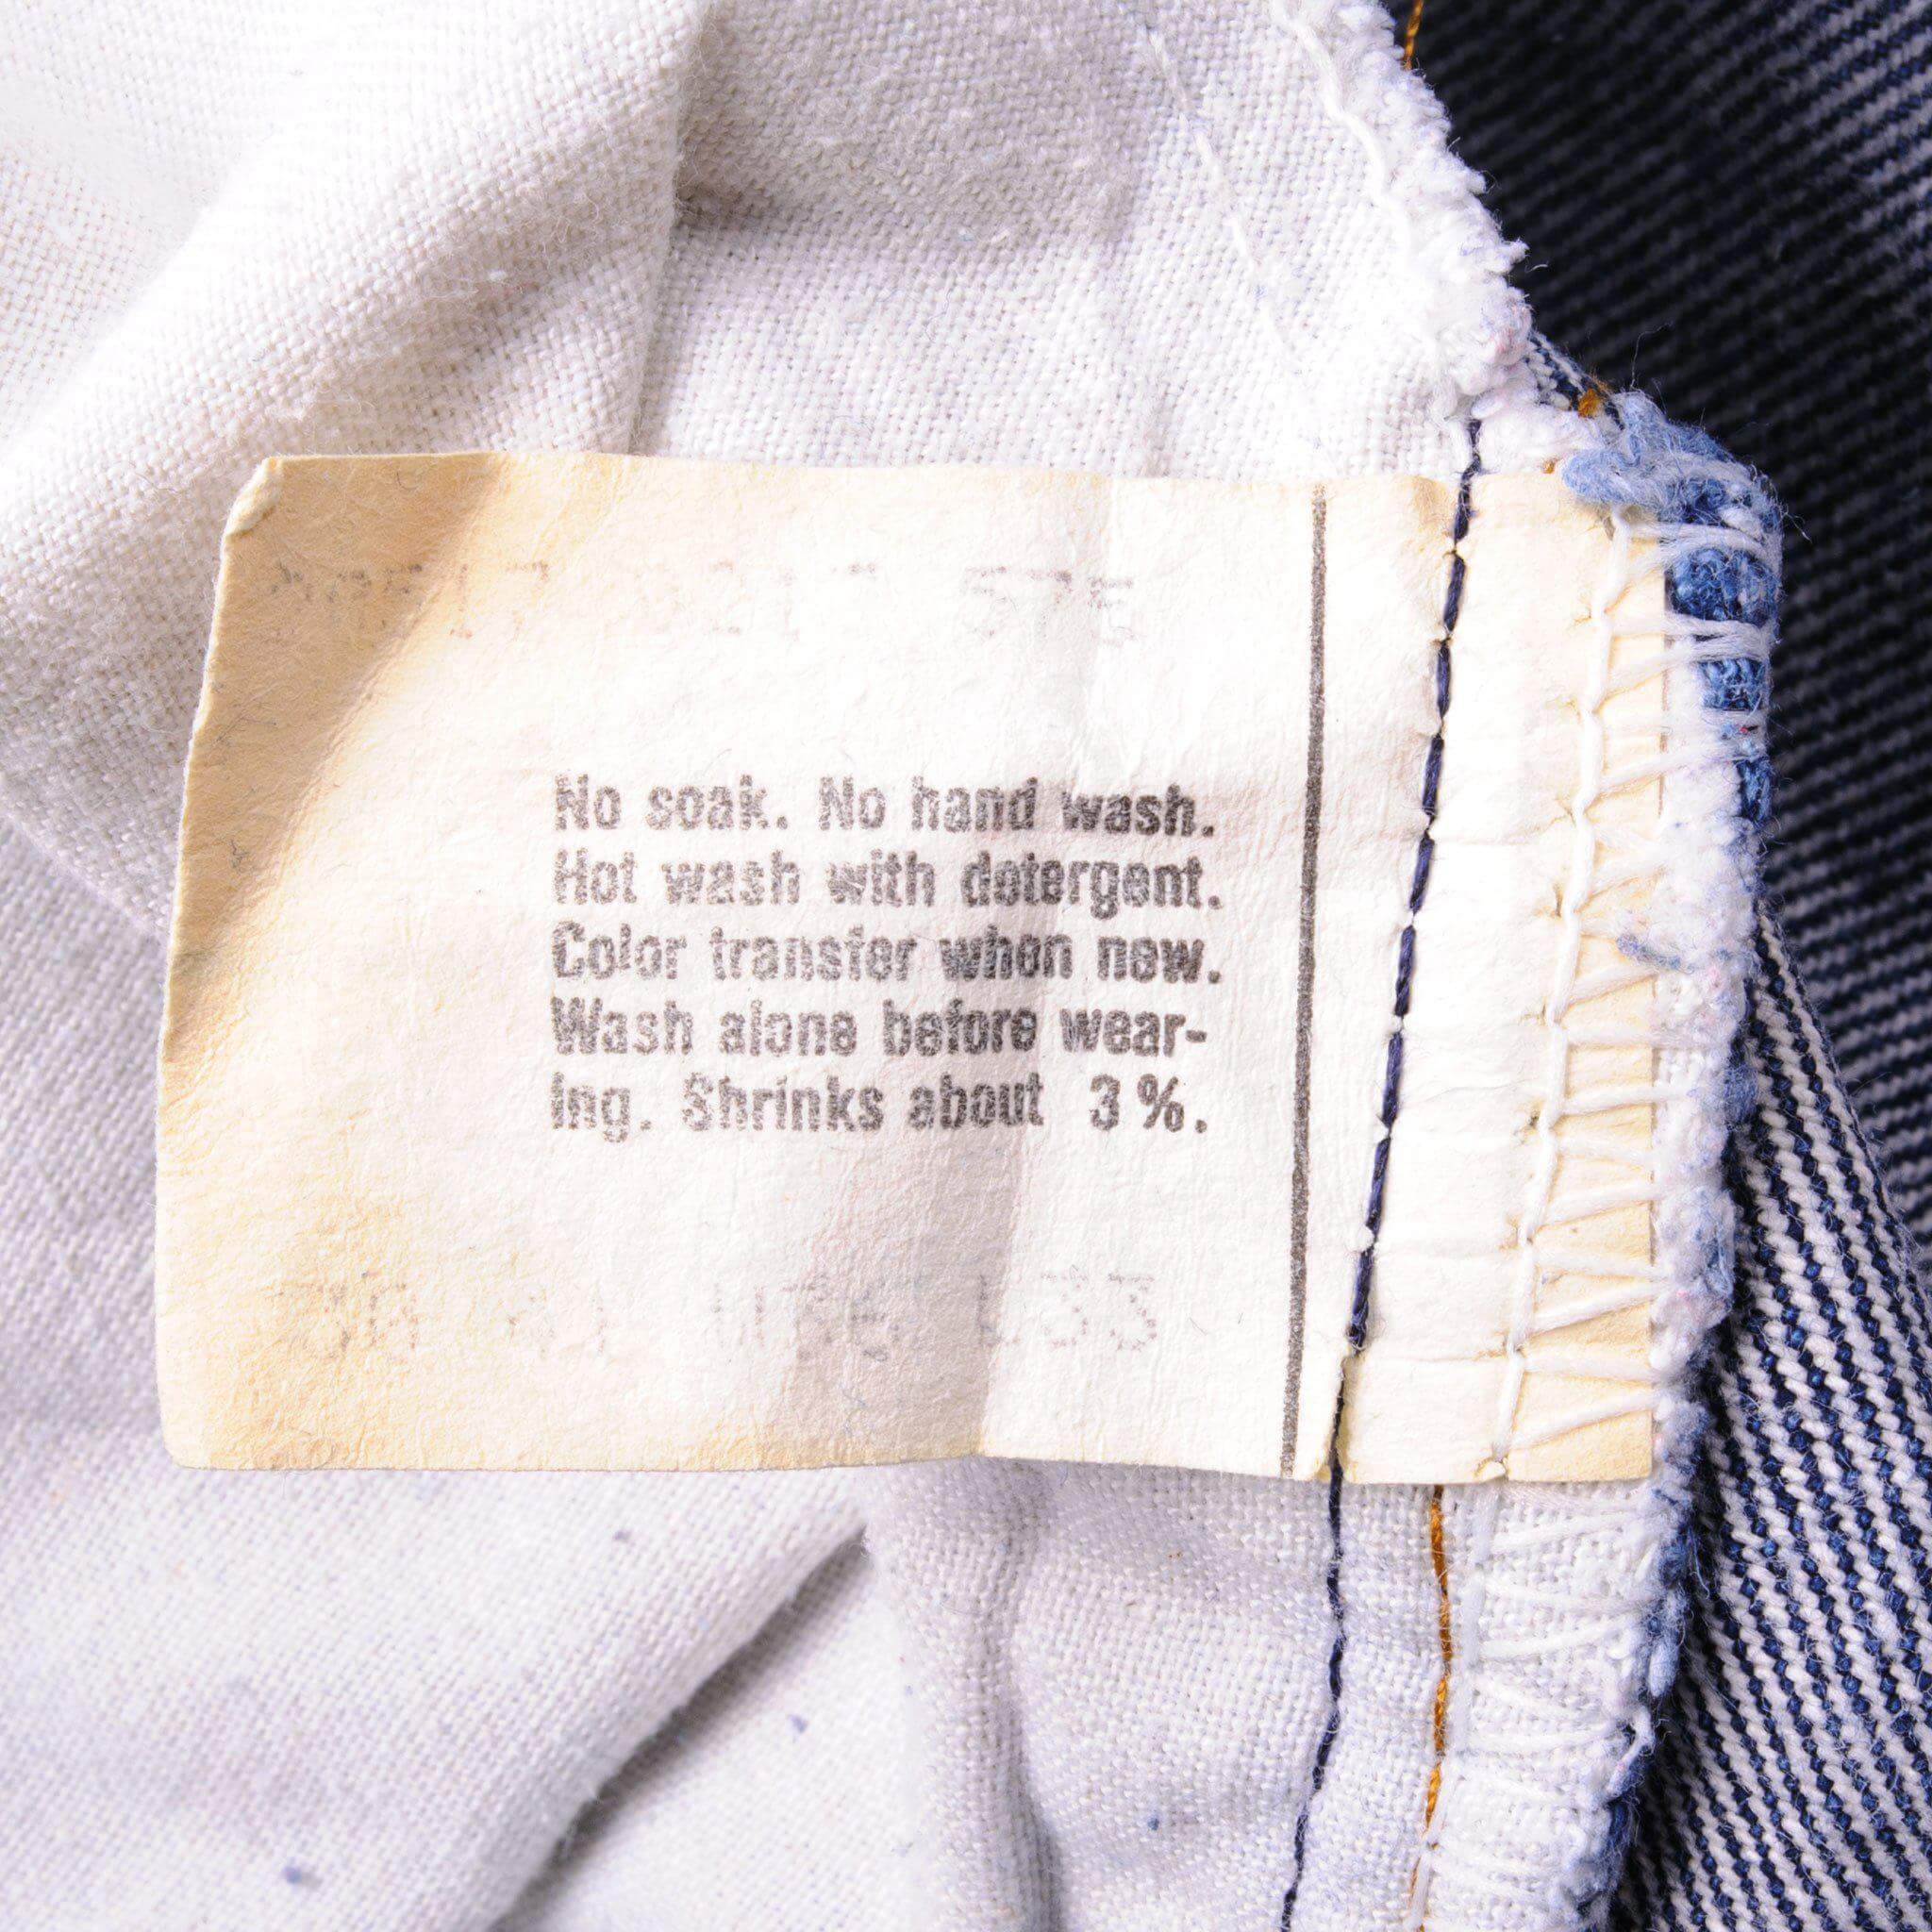 No soak. No hand wash.
Hot wash with detergent.
Color transfer when new.
Wash alone before wear-
ing. Shrinks about 3%.